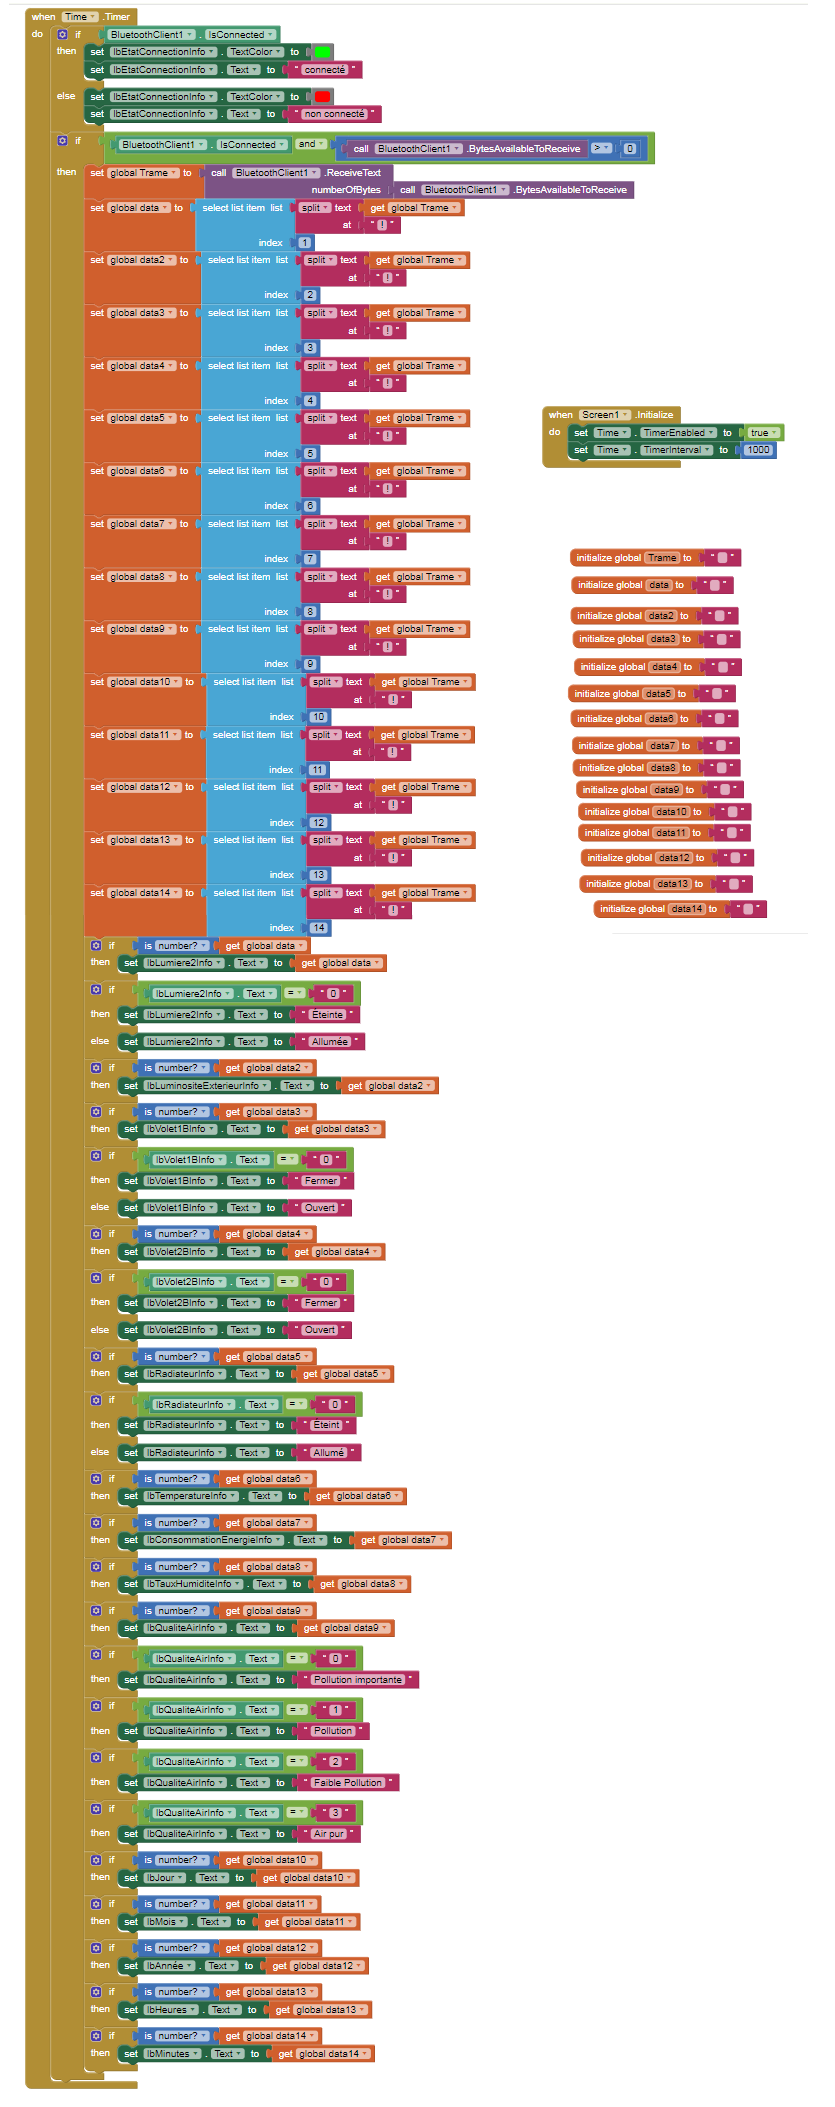 when Time .Timer
do if BluetoothClient1 . IsConnected
then set lbEtatConnectionInfo . TextColor to
set lbEtatConnectionInfo . Text to " connecté "
else set lbEtatConnectionInfo . TextColor to
set lbEtatConnectionInfo . Text to " non connecté "
if BluetoothClient1 . IsConnected and call BluetoothClient1 .BytesAvailableToReceive > 0
then set global Trame to call BluetoothClient1 .ReceiveText
numberOfBytes call BluetoothClient1 .BytesAvailableToReceive
set global data to select list item list split text get global Trame
at " ! "
index 1
set global data2 to select list item list split text get global Trame
at " ! "
index 2
set global data3 to select list item list split text get global Trame
at " ! "
index 3
set global data4 to select list item list split text get global Trame
at " ! "
index 4
set global data5 to select list item list split text get global Trame
at " ! "
index 5
set global data6 to select list item list split text get global Trame
at " ! "
index 6
set global data7 to select list item list split text get global Trame
at " ! "
index 7
set global data8 to select list item list split text get global Trame
at " ! "
index 8
set global data9 to select list item list split text get global Trame
at " ! "
index 9
set global data10 to select list item list split text get global Trame
at " ! "
index 10
set global data11 to select list item list split text get global Trame
at " ! "
index 11
set global data12 to select list item list split text get global Trame
at " ! "
index 12
set global data13 to select list item list split text get global Trame
at " ! "
index 13
set global data14 to select list item list split text get global Trame
at " ! "
index 14
if is number? get global data
then set lbLumiere2Info . Text to get global data
if lbLumiere2Info . Text = " 0 "
then set lbLumiere2Info . Text to " Éteinte "
else set lbLumiere2Info . Text to " Allumée "
if is number? get global data2
then set lbLuminositeExterieurInfo . Text to get global data2
if is number? get global data3
then set lbVolet1BInfo . Text to get global data3
if lbVolet1BInfo . Text = " 0 "
then set lbVolet1BInfo . Text to " Fermer "
else set lbVolet1BInfo . Text to " Ouvert "
if is number? get global data4
then set lbVolet2BInfo . Text to get global data4
if lbVolet2BInfo . Text = " 0 "
then set lbVolet2BInfo . Text to " Fermer "
else set lbVolet2BInfo . Text to " Ouvert "
if is number? get global data5
then set lbRadiateurInfo . Text to get global data5
if lbRadiateurInfo . Text = " 0 "
then set lbRadiateurInfo . Text to " Éteint "
else set lbRadiateurInfo . Text to " Allumé "
if is number? get global data6
then set lbTemperatureInfo . Text to get global data6
if is number? get global data7
then set lbConsommationEnergieInfo . Text to get global data7
if is number? get global data8
then set lbTauxHumiditeInfo . Text to get global data8
if is number? get global data9
then set lbQualiteAirInfo . Text to get global data9
if lbQualiteAirInfo . Text = " 0 "
then set lbQualiteAirInfo . Text to " Pollution importante "
if lbQualiteAirInfo . Text = " 1 "
then set lbQualiteAirInfo . Text to " Pollution "
if lbQualiteAirInfo . Text = " 2 "
then set lbQualiteAirInfo . Text to " Faible Pollution "
if lbQualiteAirInfo . Text = " 3 "
then set lbQualiteAirInfo . Text to " Air pur "
if is number? get global data10
then set lbJour . Text to get global data10
if is number? get global data11
then set lbMois . Text to get global data11
if is number? get global data12
then set lbAnnée . Text to get global data12
if is number? get global data13
then set lbHeures . Text to get global data13
if is number? get global data14
then set lbMinutes . Text to get global data14
when Screen1 .Initialize
do set Time . TimerEnabled to true
set Time . TimerInterval to 1000
initialize global Trame to " "
initialize global data to " "
initialize global data2 to " "
initialize global data3 to " "
initialize global data4 to " "
initialize global data5 to " "
initialize global data6 to " "
initialize global data7 to " "
initialize global data8 to " "
initialize global data9 to " "
initialize global data10 to " "
initialize global data11 to " "
initialize global data12 to " "
initialize global data13 to " "
initialize global data14 to " "